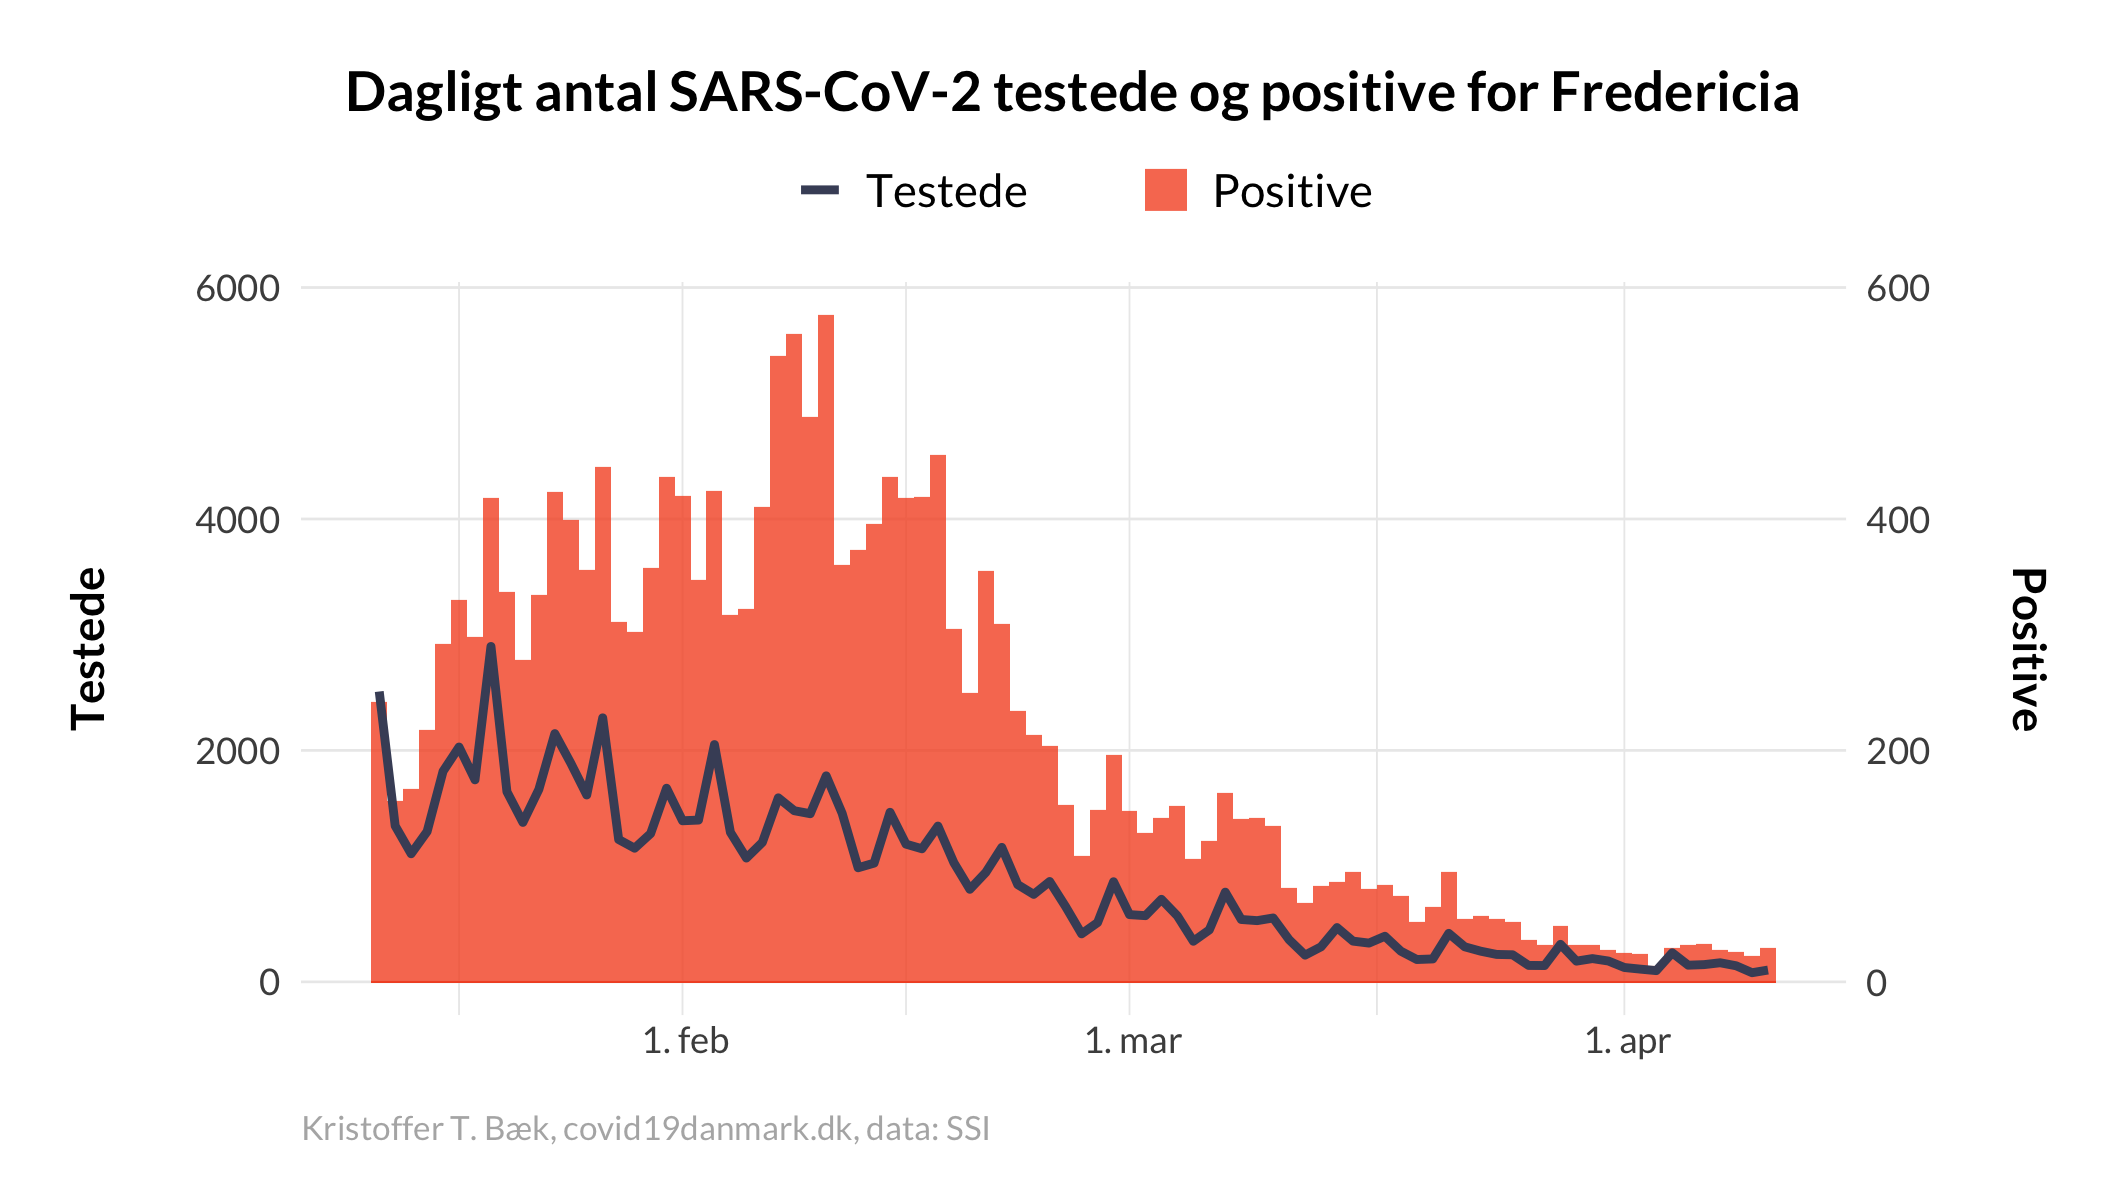 Dagligt antal SARS-CoV-2 testede og positive for Fredericia
Testede
Positive
6000
4000
2000
0
600
400
200
0
Testede
Positive
1. feb
1. mar
1. apr
Kristoffer T. Bæk, covid19danmark.dk, data: SSI